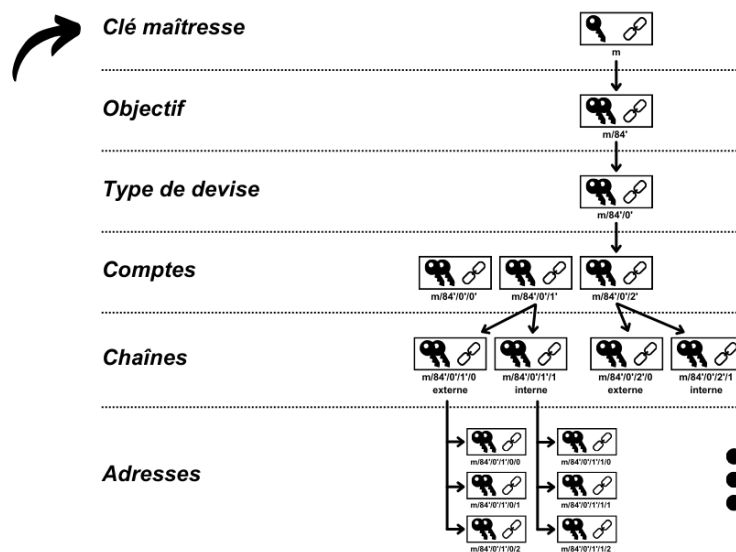 Clé maîtresse
m
Objectif
m/84'
Type de devise
m/84'/0'
Comptes
m/84'/0'/0'
m/84'/0'/1'
m/84'/0'/2'
Chaînes
m/84'/0'/1'/0
externe
m/84'/0'/1'/1
interne
m/84'/0'/2'/0
externe
m/84'/0'/2'/1
interne
Adresses
m/84'/0'/1'/0/0
m/84'/0'/1'/1/0
m/84'/0'/1'/0/1
m/84'/0'/1'/1/1
m/84'/0'/1'/0/2
m/84'/0'/1'/1/2